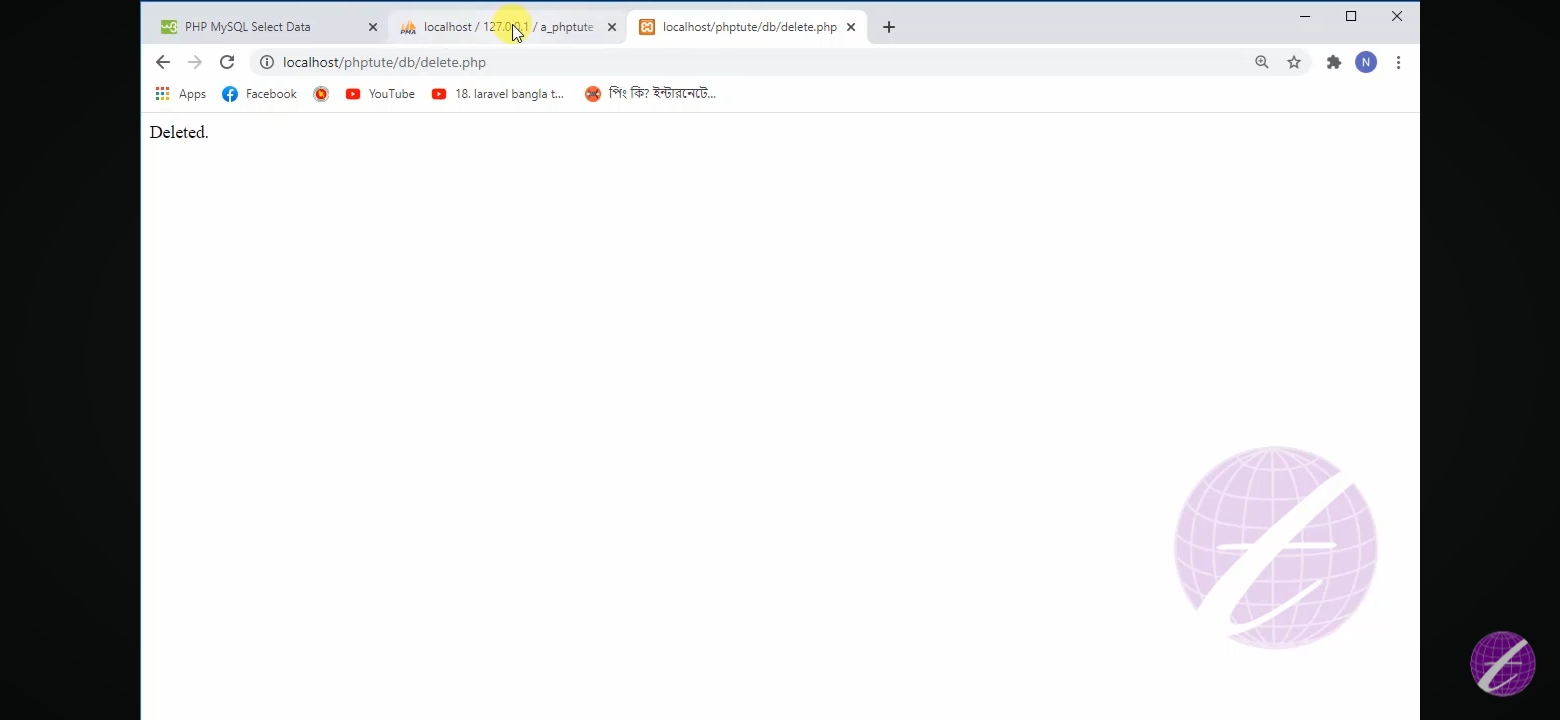 PHP MySQL Select Data
localhost / 127.0.0.1 / a_phptute
localhost/phptute/db/delete.php
localhost/phptute/db/delete.php
N
Apps
Facebook
YouTube
18. laravel bangla t...
পিং কি? ইন্টারনেটে...
Deleted.